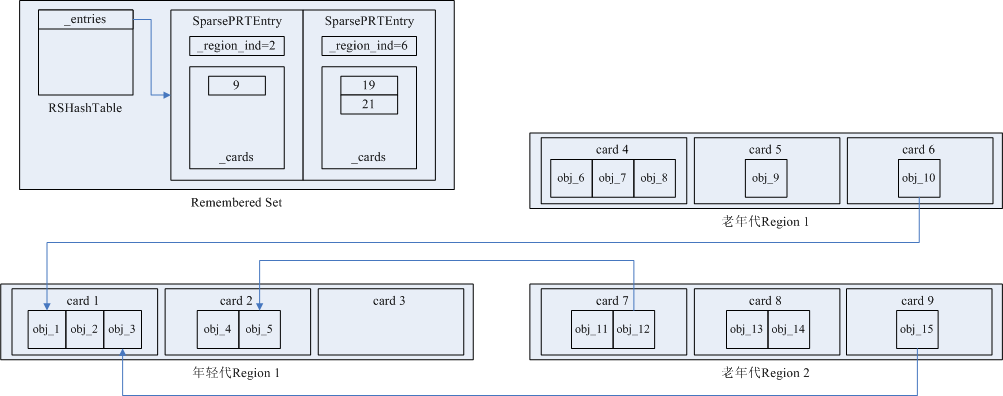 _entries
RSHashTable
SparsePRTEntry
_region_ind=2
9
_cards
SparsePRTEntry
_region_ind=6
19
21
_cards
Remembered Set
card 4
obj_6 obj_7 obj_8
card 5
obj_9
card 6
obj_10
老年代Region 1
card 1
obj_1 obj_2 obj_3
card 2
obj_4 obj_5
card 3
年轻代Region 1
card 7
obj_11 obj_12
card 8
obj_13 obj_14
card 9
obj_15
老年代Region 2